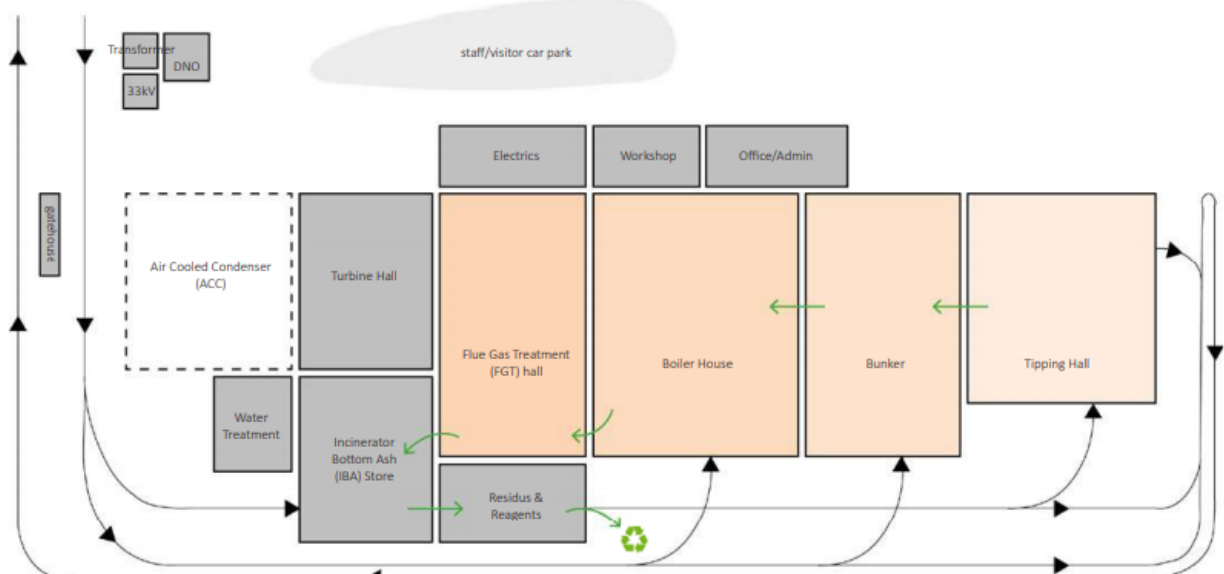 Transformer
DNO
33kV
staff/visitor car park
Electrics
Workshop
Office/Admin
gatehouse
Air Cooled Condenser
(ACC)
Turbine Hall
Flue Gas Treatment
(FGT) hall
Boiler House
Bunker
Tipping Hall
Water
Treatment
Incinerator
Bottom Ash
(IBA) Store
Residus &
Reagents